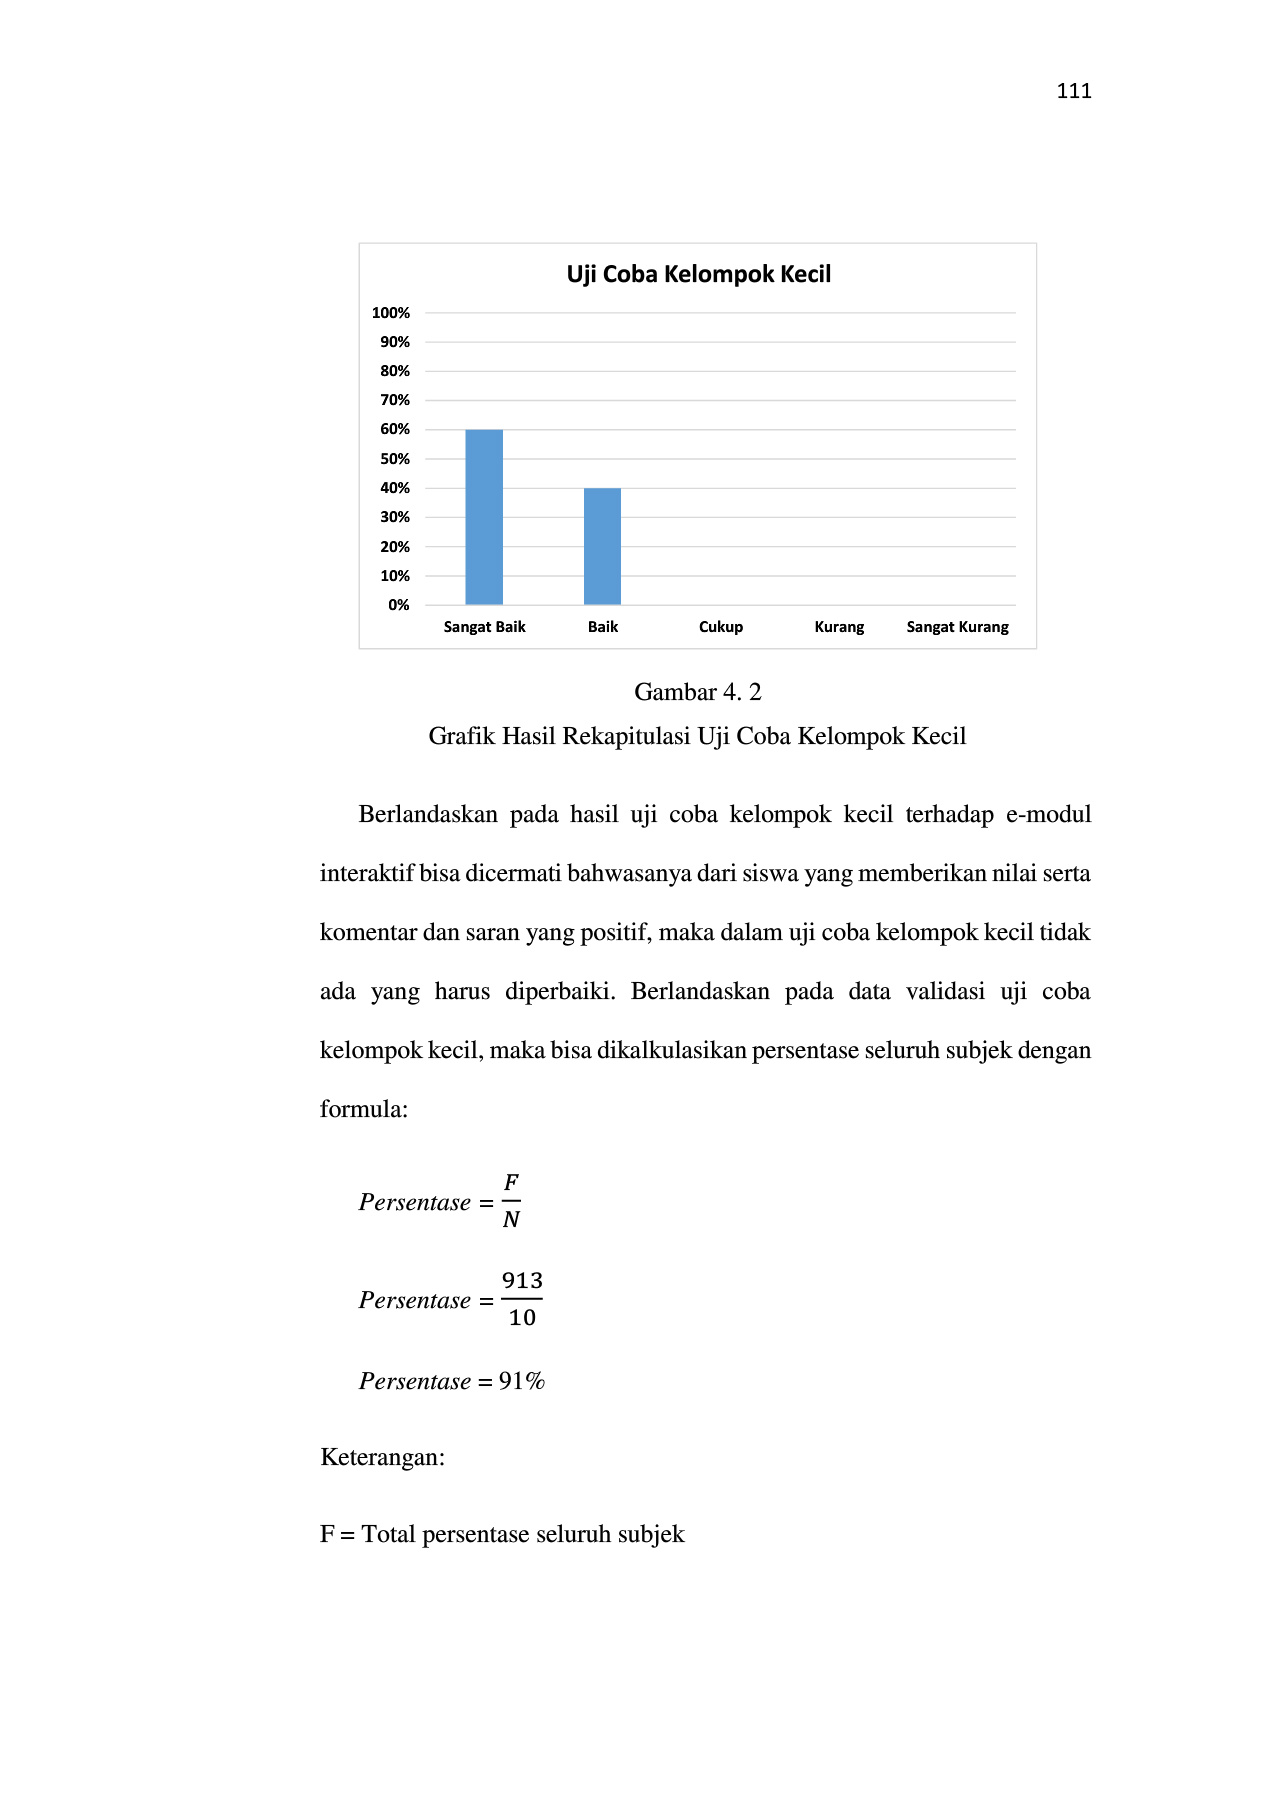 111
Uji Coba Kelompok Kecil
100%
90%
80%
70%
60%
50%
40%
30%
20%
10%
0%
Sangat Baik Baik Cukup Kurang Sangat Kurang
Gambar 4. 2
Grafik Hasil Rekapitulasi Uji Coba Kelompok Kecil
Berlandaskan pada hasil uji coba kelompok kecil terhadap e-modul
interaktif bisa dicermati bahwasanya dari siswa yang memberikan nilai serta
komentar dan saran yang positif, maka dalam uji coba kelompok kecil tidak
ada yang harus diperbaiki. Berlandaskan pada data validasi uji coba
kelompok kecil, maka bisa dikalkulasikan persentase seluruh subjek dengan
formula:
Persentase = F/N
Persentase = 913/10
Persentase = 91%
Keterangan:
F = Total persentase seluruh subjek